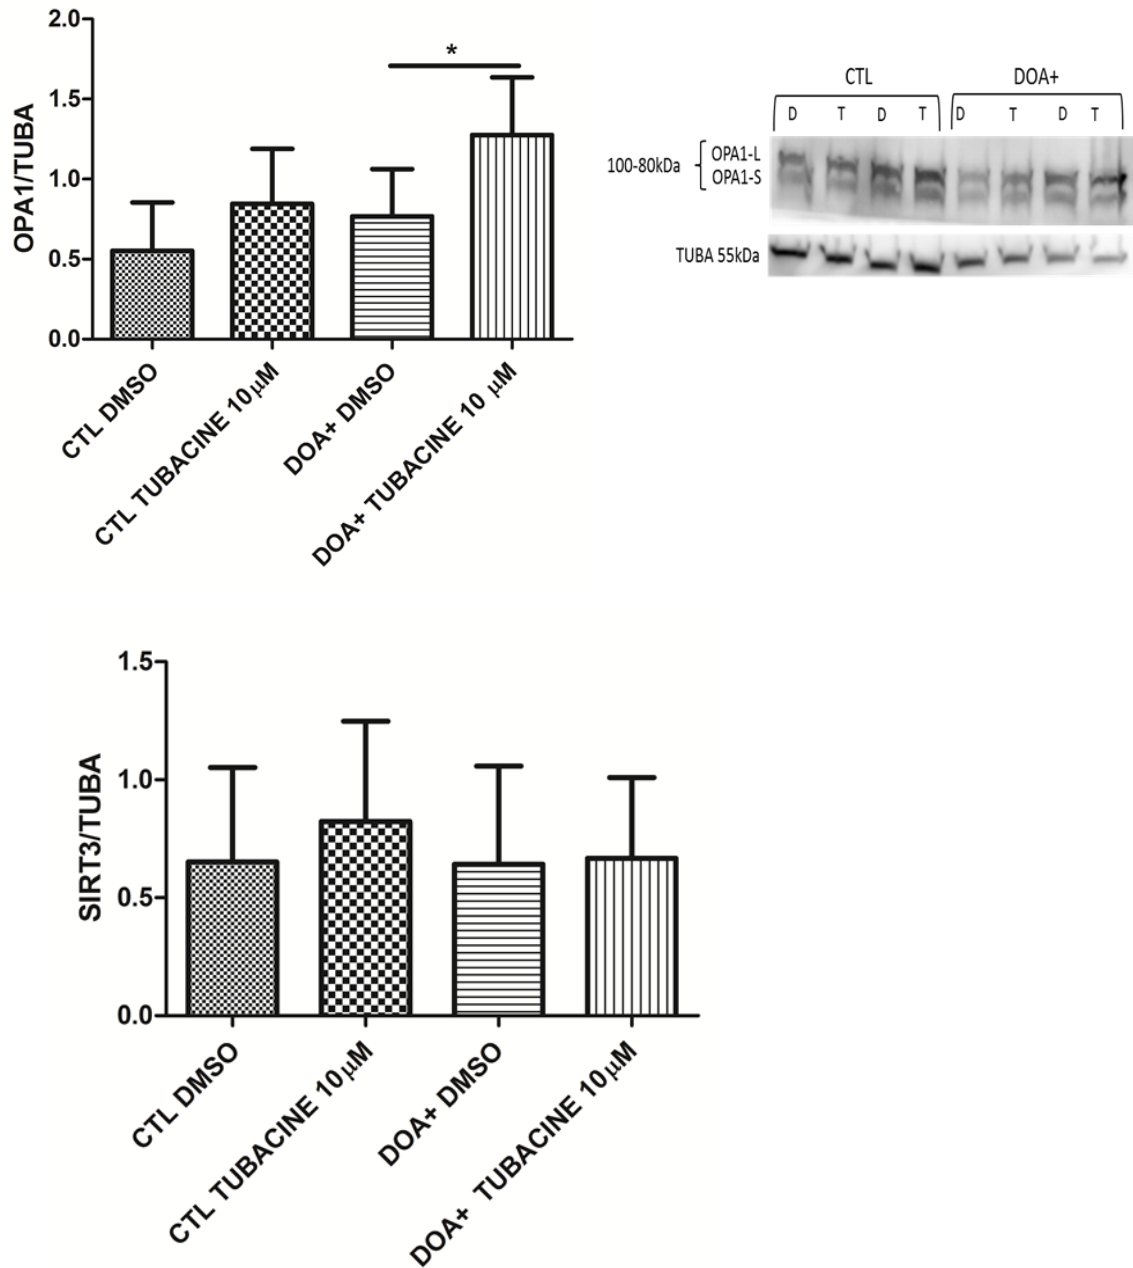 2.0
1.5
1.0
0.5
0.0
OPA1/TUBA
*
CTL DMSO
CTL TUBACINE 10μM
DOA+ DMSO
DOA+ TUBACINE 10 μM
CTL DOA+
D T D T D T D T
100-80kDa
OPA1-L
OPA1-S
TUBA 55kDa
1.5
1.0
0.5
0.0
SIRT3/TUBA
CTL DMSO
CTL TUBACINE 10μM
DOA+ DMSO
DOA+ TUBACINE 10μM